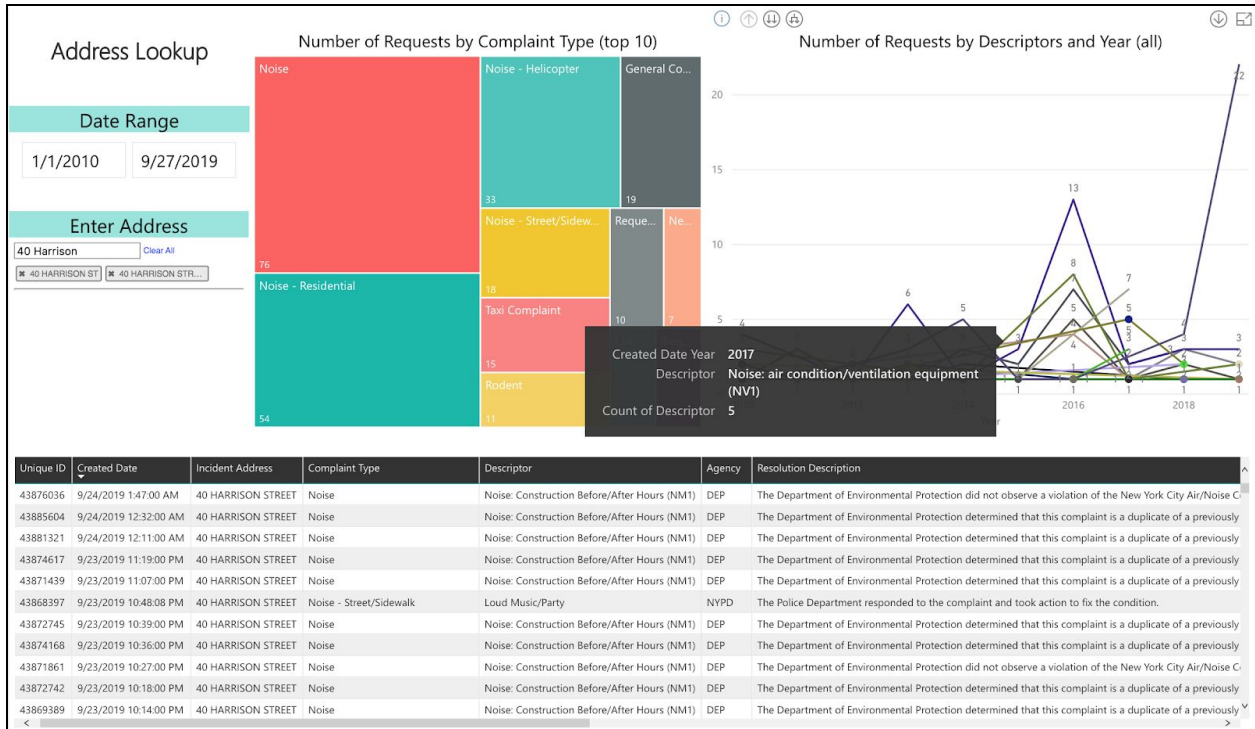 Address Lookup
Date Range
1/1/2010 9/27/2019
Enter Address
40 Harrison Clear All
✖ 40 HARRISON ST ✖ 40 HARRISON STR...
Number of Requests by Complaint Type (top 10)
Noise
76
Noise - Residential
54
Noise - Helicopter
33
General Co...
19
Noise - Street/Sidew...
18
Reque...
10
Ne...
7
Taxi Complaint
15
Rodent
11
Number of Requests by Descriptors and Year (all)
20
15
10
5
22
13
8
7
6
5
4
2016 2018
Created Date Year 2017
Descriptor Noise: air condition/ventilation equipment
(NV1)
Count of Descriptor 5
Unique ID Created Date Incident Address Complaint Type Descriptor Agency Resolution Description
43876036 9/24/2019 1:47:00 AM 40 HARRISON STREET Noise Noise: Construction Before/After Hours (NM1) DEP The Department of Environmental Protection did not observe a violation of the New York City Air/Noise C
43885604 9/24/2019 12:32:00 AM 40 HARRISON STREET Noise Noise: Construction Before/After Hours (NM1) DEP The Department of Environmental Protection determined that this complaint is a duplicate of a previously
43881321 9/24/2019 12:11:00 AM 40 HARRISON STREET Noise Noise: Construction Before/After Hours (NM1) DEP The Department of Environmental Protection determined that this complaint is a duplicate of a previously
43874617 9/23/2019 11:19:00 PM 40 HARRISON STREET Noise Noise: Construction Before/After Hours (NM1) DEP The Department of Environmental Protection determined that this complaint is a duplicate of a previously
43871439 9/23/2019 11:07:00 PM 40 HARRISON STREET Noise Noise: Construction Before/After Hours (NM1) DEP The Department of Environmental Protection determined that this complaint is a duplicate of a previously
43868397 9/23/2019 10:48:08 PM 40 HARRISON STREET Noise - Street/Sidewalk Loud Music/Party NYPD The Police Department responded to the complaint and took action to fix the condition.
43872745 9/23/2019 10:39:00 PM 40 HARRISON STREET Noise Noise: Construction Before/After Hours (NM1) DEP The Department of Environmental Protection determined that this complaint is a duplicate of a previously
43874168 9/23/2019 10:36:00 PM 40 HARRISON STREET Noise Noise: Construction Before/After Hours (NM1) DEP The Department of Environmental Protection determined that this complaint is a duplicate of a previously
43871861 9/23/2019 10:27:00 PM 40 HARRISON STREET Noise Noise: Construction Before/After Hours (NM1) DEP The Department of Environmental Protection did not observe a violation of the New York City Air/Noise C
43872742 9/23/2019 10:18:00 PM 40 HARRISON STREET Noise Noise: Construction Before/After Hours (NM1) DEP The Department of Environmental Protection determined that this complaint is a duplicate of a previously
43869389 9/23/2019 10:14:00 PM 40 HARRISON STREET Noise Noise: Construction Before/After Hours (NM1) DEP The Department of Environmental Protection determined that this complaint is a duplicate of a previously